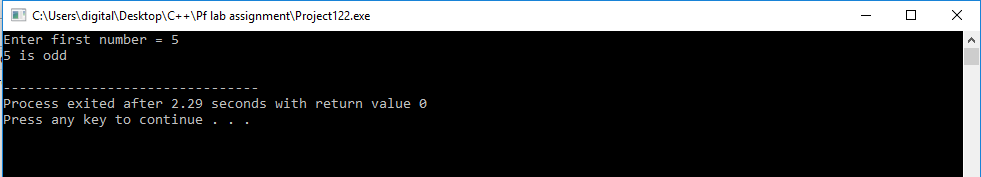 C:\Users\digital\Desktop\C++\Pf lab assignment\Project122.exe
Enter first number = 5
5 is odd
--------------------------------
Process exited after 2.29 seconds with return value 0
Press any key to continue . . .